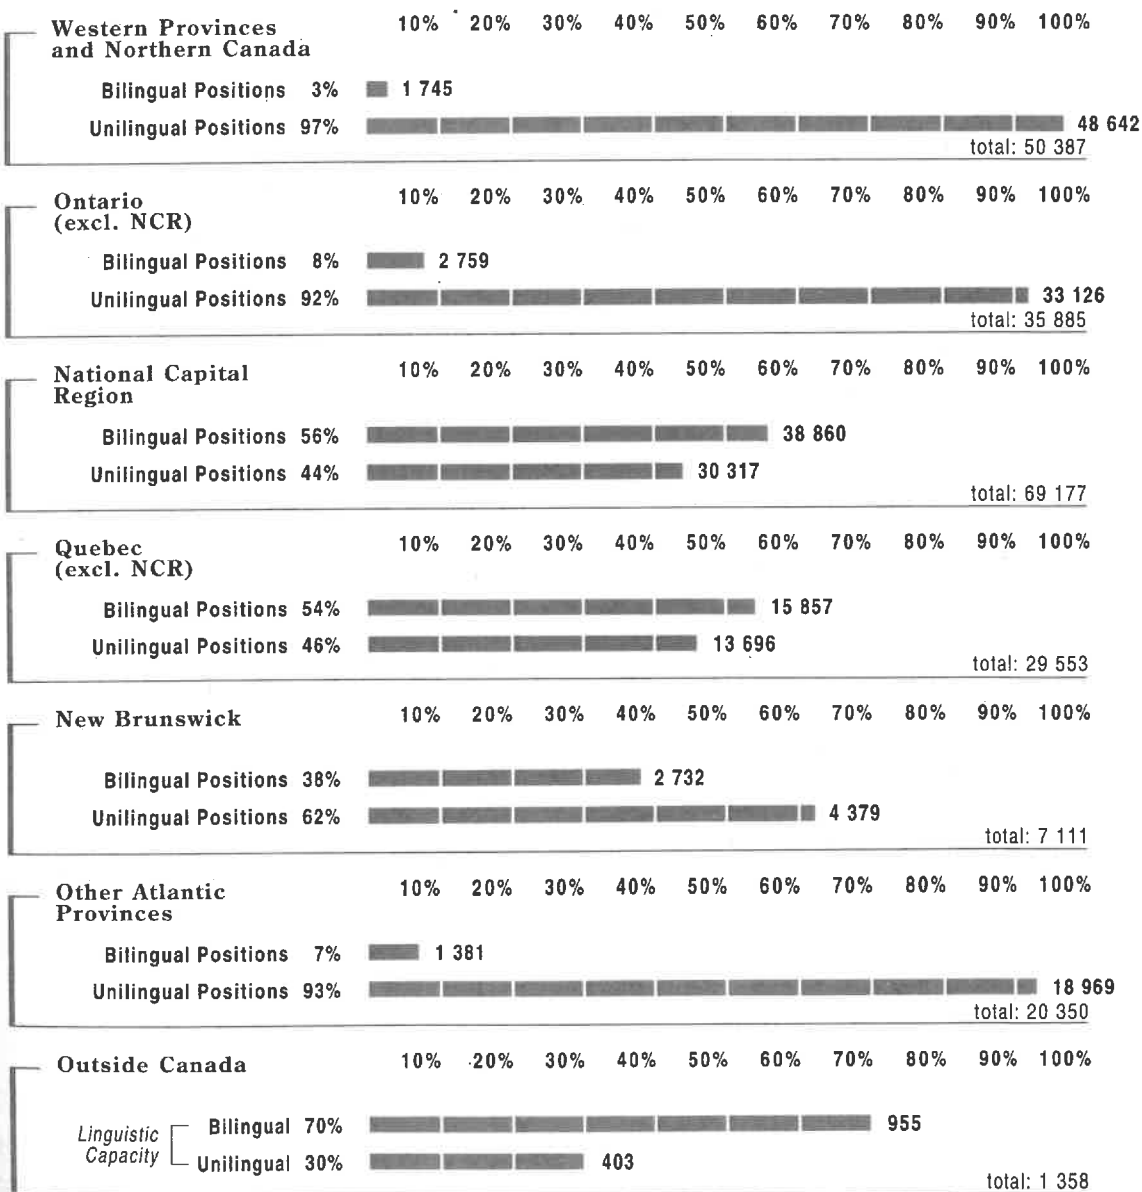 Western Provinces 10% 20% 30% 40% 50% 60% 70% 80% 90% 100%
and Northern Canada
Bilingual Positions 3% 1 745
Unilingual Positions 97% 48 642
total: 50 387
Ontario 10% 20% 30% 40% 50% 60% 70% 80% 90% 100%
(excl. NCR)
Bilingual Positions 8% 2 759
Unilingual Positions 92% 33 126
total: 35 885
National Capital 10% 20% 30% 40% 50% 60% 70% 80% 90% 100%
Region
Bilingual Positions 56% 38 860
Unilingual Positions 44% 30 317
total: 69 177
Quebec 10% 20% 30% 40% 50% 60% 70% 80% 90% 100%
(excl. NCR)
Bilingual Positions 54% 15 857
Unilingual Positions 46% 13 696
total: 29 553
New Brunswick 10% 20% 30% 40% 50% 60% 70% 80% 90% 100%
Bilingual Positions 38% 2 732
Unilingual Positions 62% 4 379
total: 7 111
Other Atlantic 10% 20% 30% 40% 50% 60% 70% 80% 90% 100%
Provinces
Bilingual Positions 7% 1 381
Unilingual Positions 93% 18 969
total: 20 350
Outside Canada 10% 20% 30% 40% 50% 60% 70% 80% 90% 100%
Linguistic Capacity
Bilingual 70% 955
Unilingual 30% 403
total: 1 358